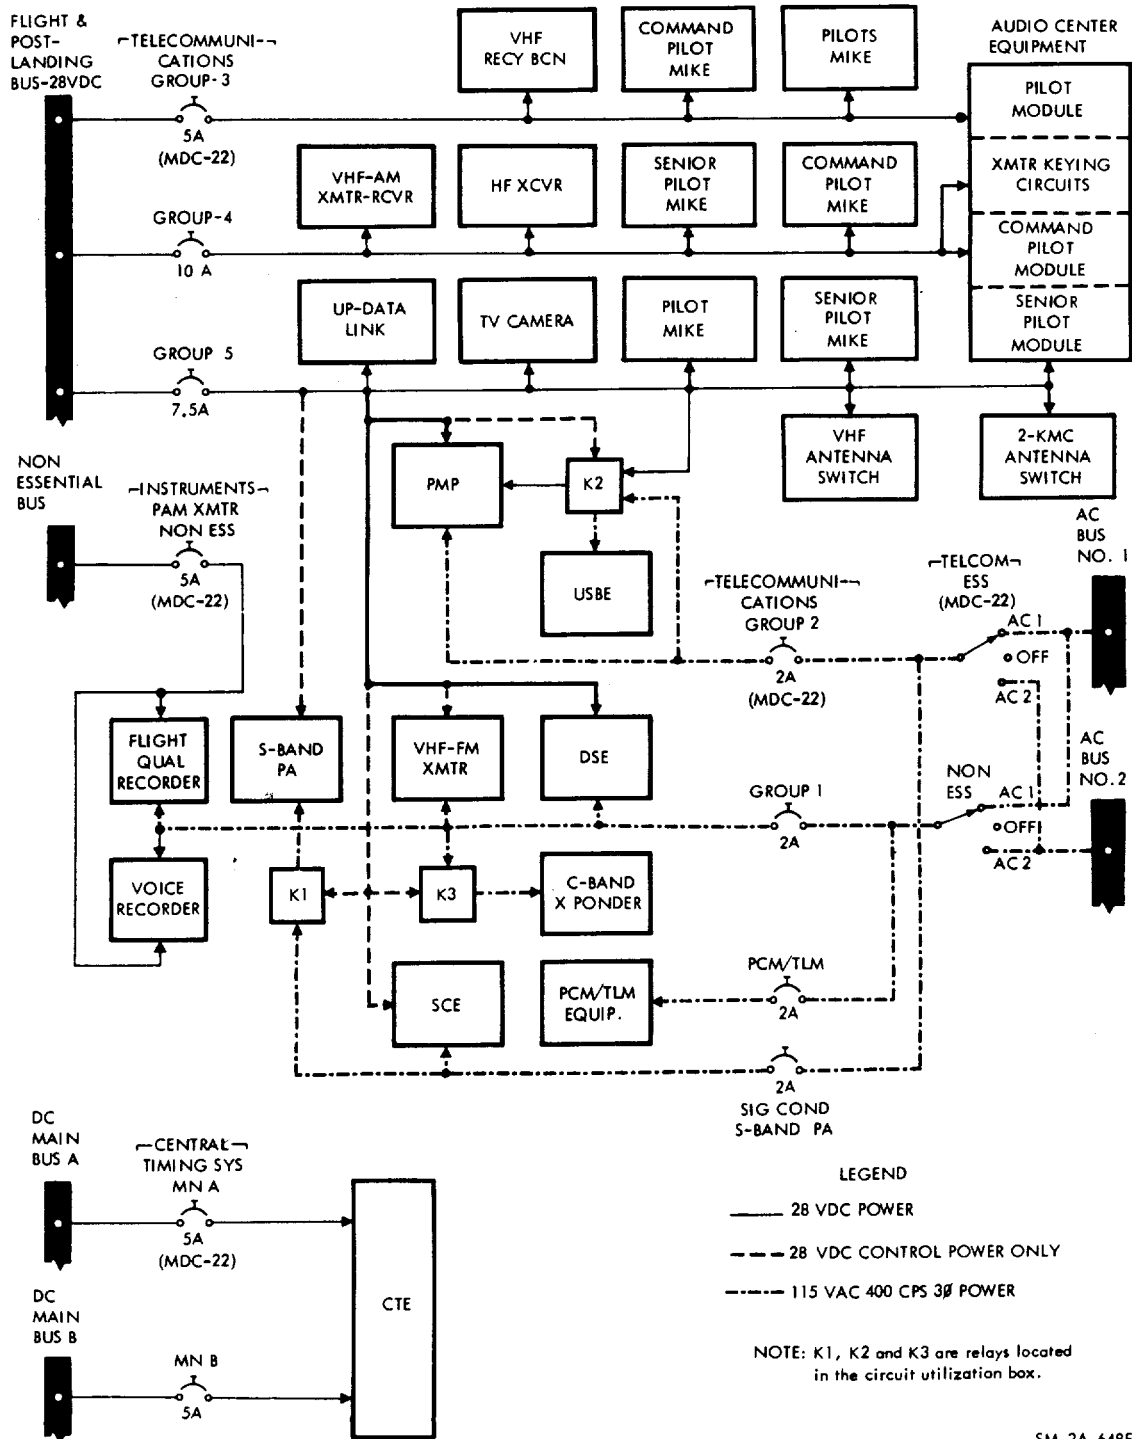 FLIGHT &
POST-
LANDING
BUS-28VDC
TELECOMMUNI-
CATIONS
GROUP-3
5A
(MDC-22)
VHF
RECY BCN
COMMAND
PILOT
MIKE
PILOTS
MIKE
AUDIO CENTER
EQUIPMENT
PILOT
MODULE
XMTR KEYING
CIRCUITS
COMMAND
PILOT
MODULE
SENIOR
PILOT
MODULE
GROUP-4
10 A
VHF-AM
XMTR-RCVR
HF XCVR
SENIOR
PILOT
MIKE
COMMAND
PILOT
MIKE
GROUP 5
7.5A
UP-DATA
LINK
TV CAMERA
PILOT
MIKE
SENIOR
PILOT
MIKE
VHF
ANTENNA
SWITCH
2-KMC
ANTENNA
SWITCH
NON
ESSENTIAL
BUS
INSTRUMENTS
PAM XMTR
NON ESS
5A
(MDC-22)
PMP
K2
USBE
TELECOMMUNI-
CATIONS
GROUP 2
2A
(MDC-22)
TELCOM
ESS
(MDC-22)
AC 1
OFF
AC 2
AC
BUS
NO. 1
FLIGHT
QUAL
RECORDER
S-BAND
PA
VHF-FM
XMTR
DSE
GROUP 1
2A
NON
ESS
AC 1
OFF
AC 2
AC
BUS
NO.2
VOICE
RECORDER
K1
K3
C-BAND
X PONDER
SCE
PCM/TLM
EQUIP.
PCM/TLM
2A
2A
SIG COND
S-BAND PA
DC
MAIN
BUS A
CENTRAL
TIMING SYS
MN A
5A
(MDC-22)
DC
MAIN
BUS B
MN B
5A
CTE
LEGEND
28 VDC POWER
28 VDC CONTROL POWER ONLY
115 VAC 400 CPS 3Ø POWER
NOTE: K1, K2 and K3 are relays located
in the circuit utilization box.